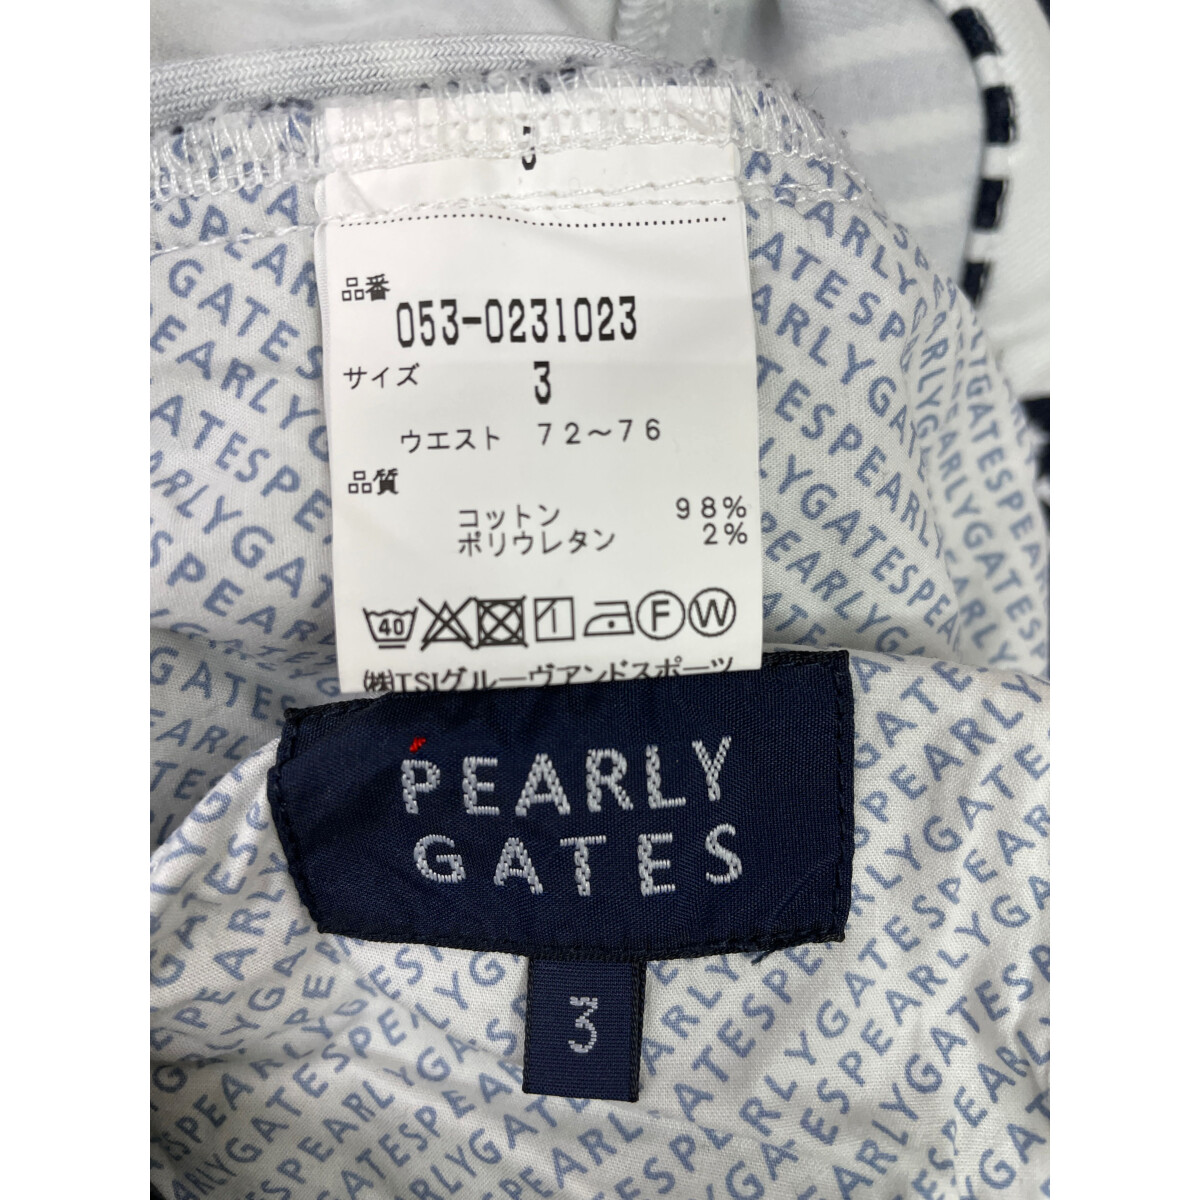 3
品番
053-0231023
サイズ 3
ウエスト 72～76
品質
コットン 98%
ポリウレタン 2%
40 F W
(株)TSIグルーヴアンドスポーツ
PEARLY
GATES
3